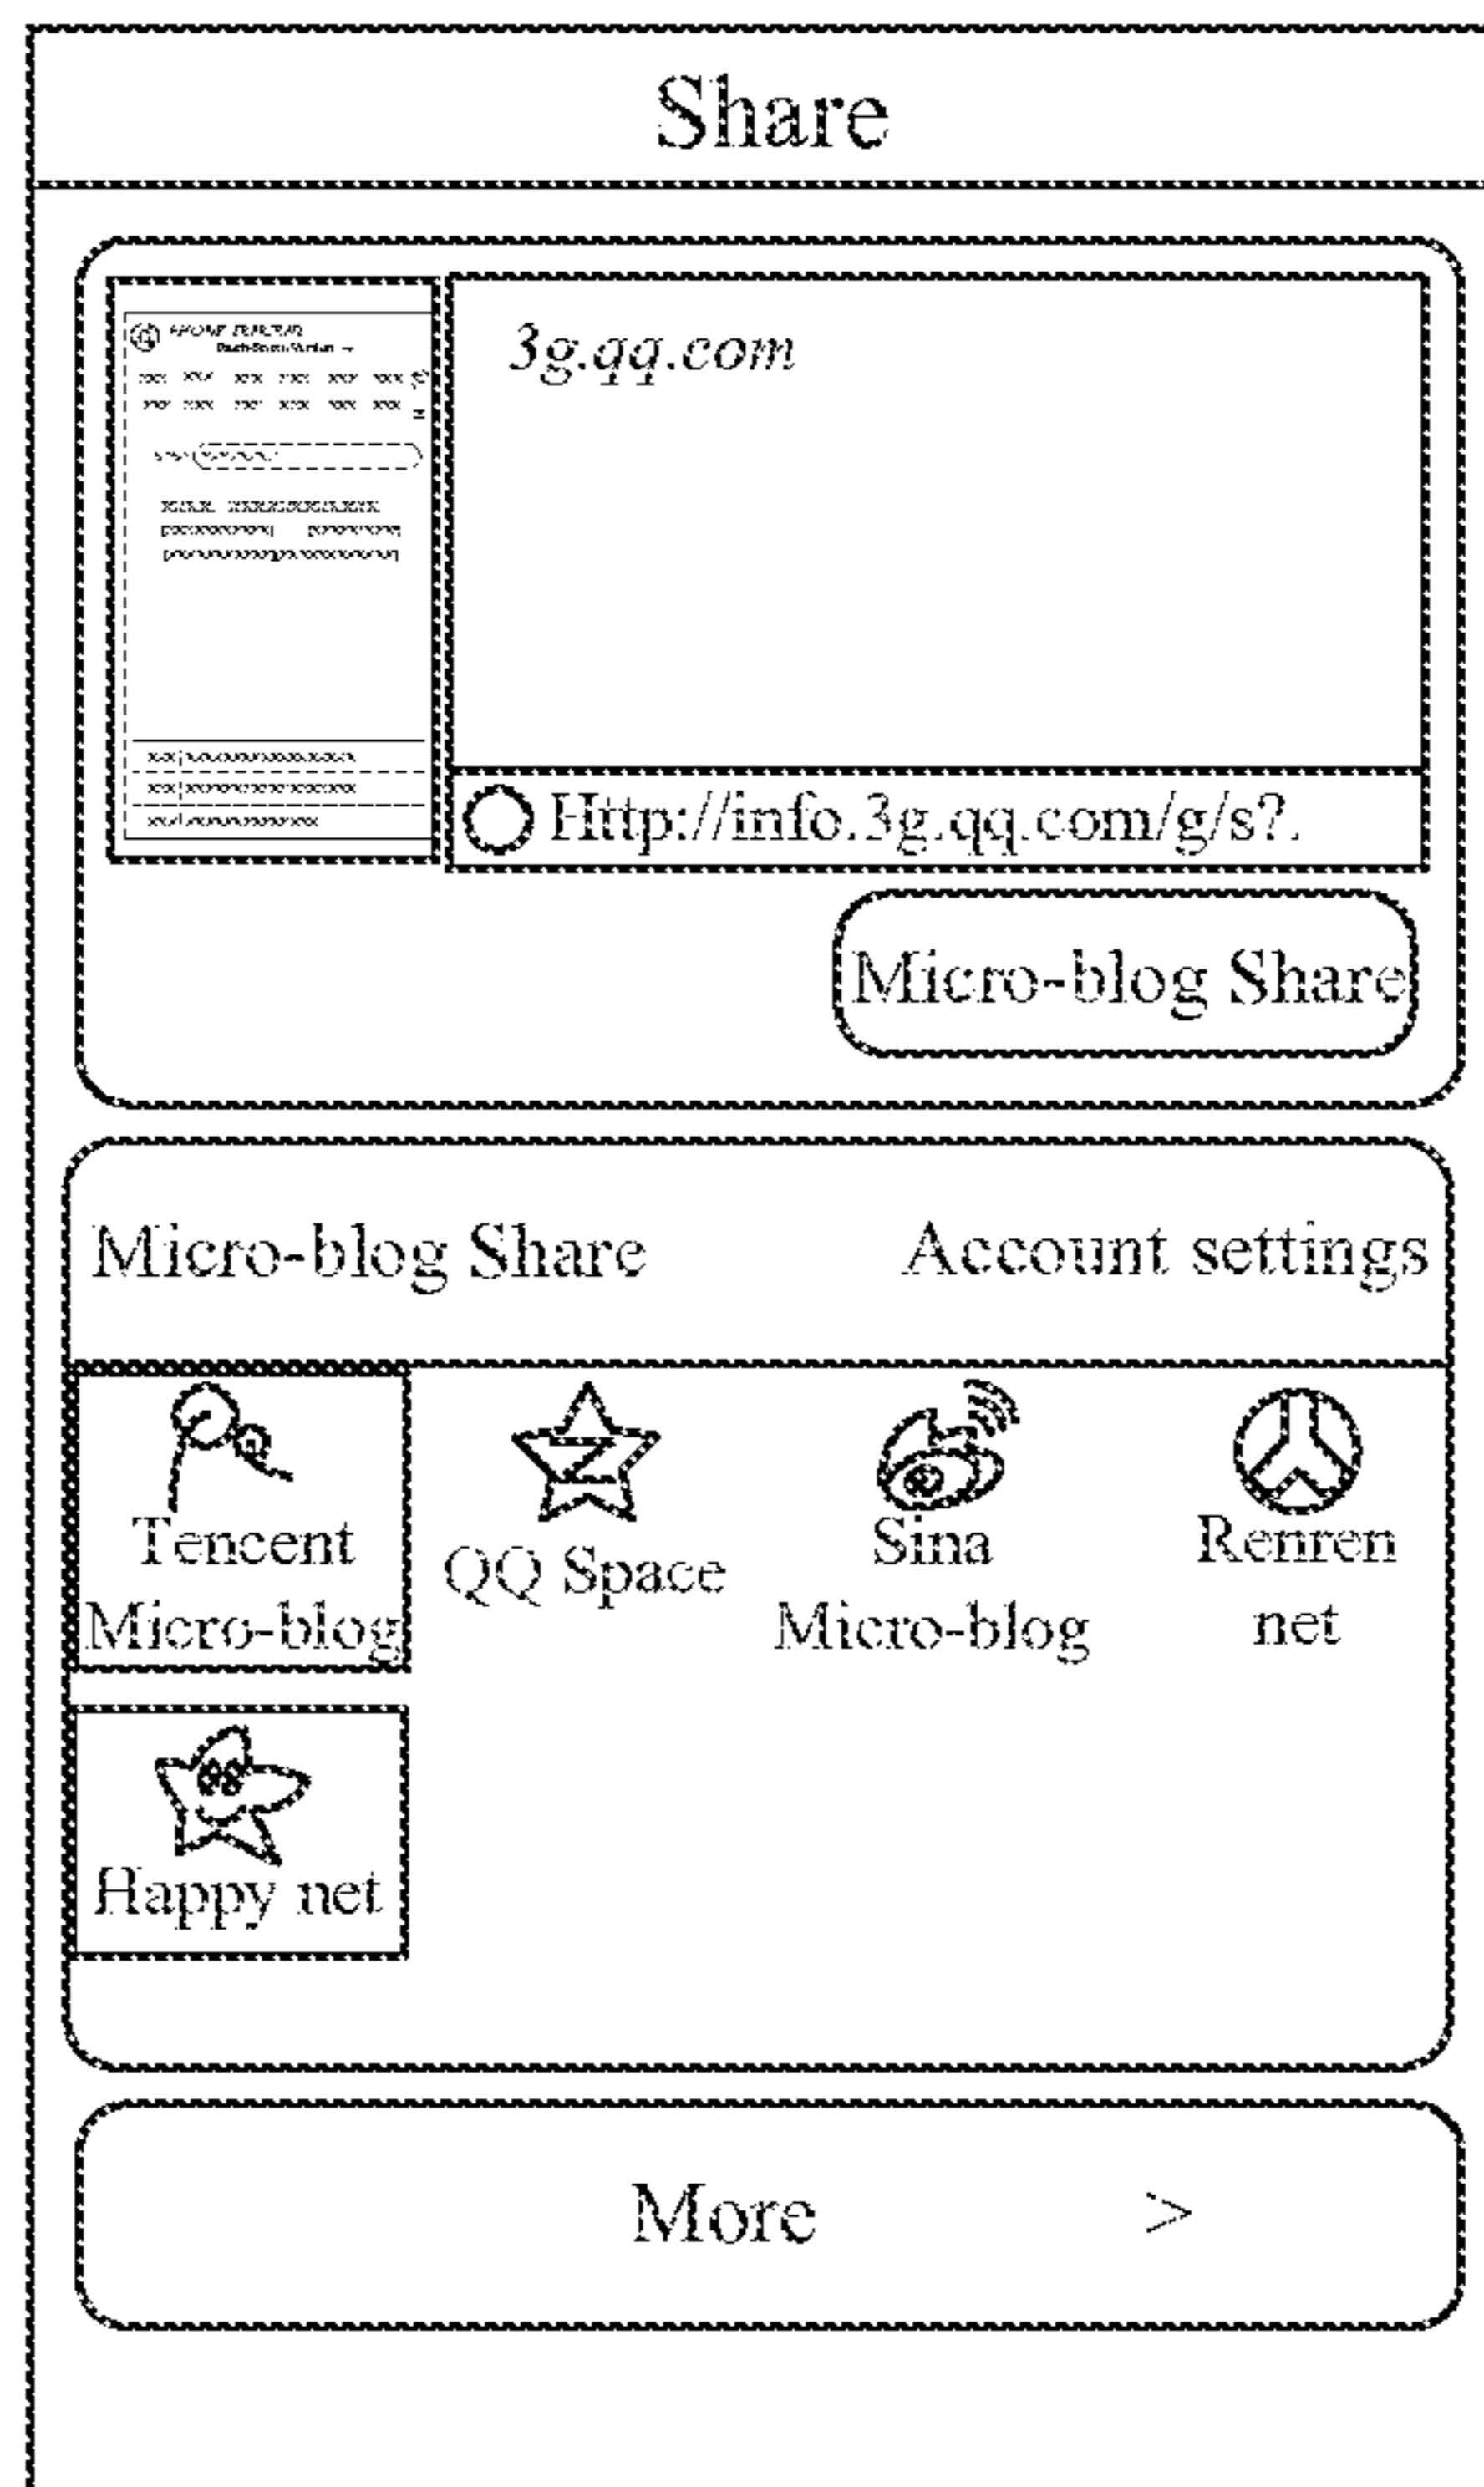 Share
3g.qq.com
Http://info.3g.qq.com/g/s?.
Micro-blog Share
Micro-blog Share Account settings
Tencent
Micro-blog
QQ Space
Sina
Micro-blog
Renren
net
Happy net
More >